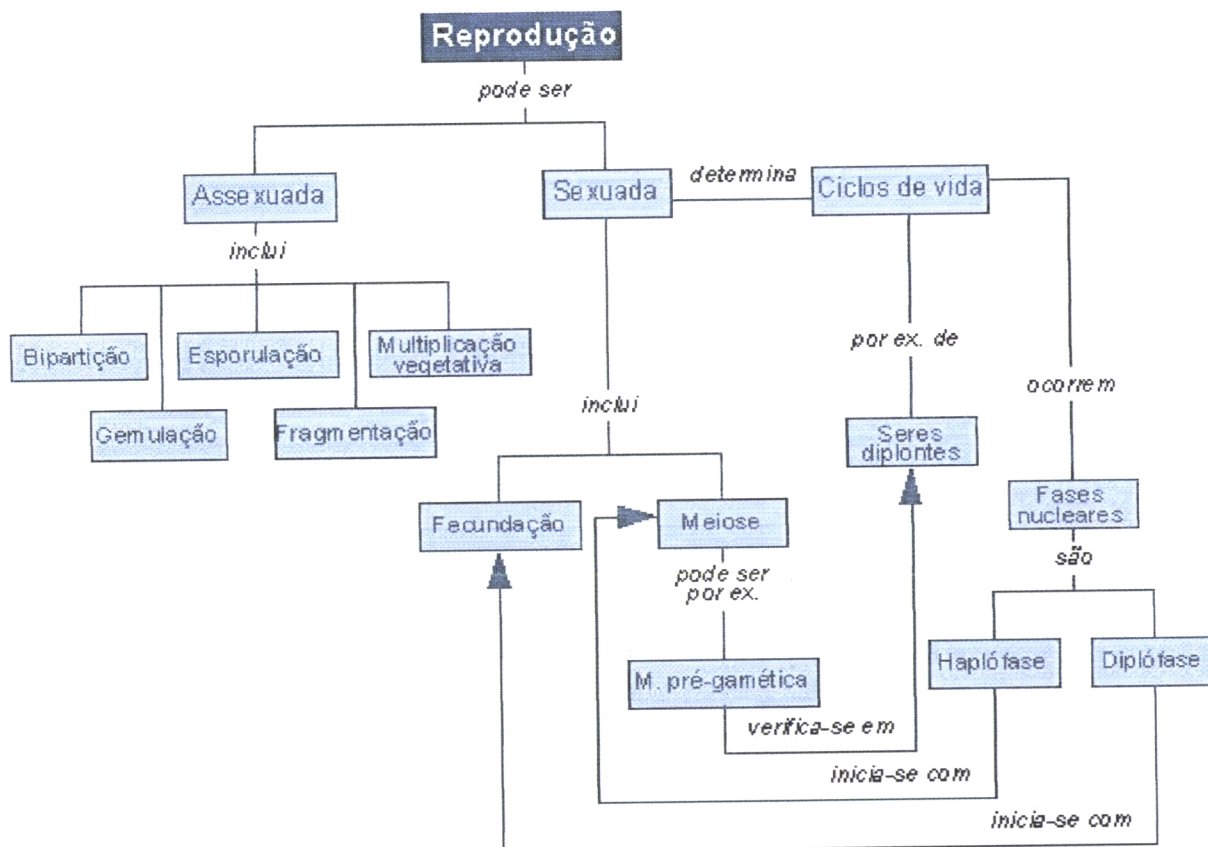 Reprodução
pode ser
Assexuada
Sexuada
determina
Ciclos de vida
inclui
Bipartição
Esporulação
Multiplicação
vegetativa
Gemulação
Fragmentação
inclui
por ex. de
ocorrem
Seres
diplontes
Fases
nucleares
Fecundação
Meiose
são
pode ser
por ex.
Haplófase
Diplófase
M. pré-gamética
verifica-se em
inicia-se com
inicia-se com